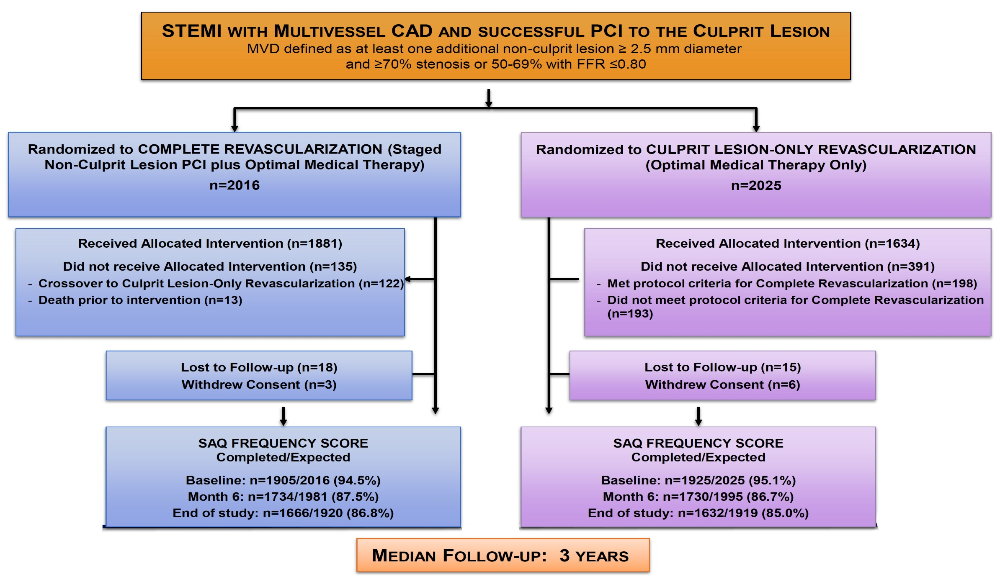 STEMI WITH MULTIVESSEL CAD AND SUCCESSFUL PCI TO THE CULPRIT LESION
MVD defined as at least one additional non-culprit lesion ≥ 2.5 mm diameter
and ≥70% stenosis or 50-69% with FFR ≤0.80
Randomized to COMPLETE REVASCULARIZATION (Staged
Non-Culprit Lesion PCI plus Optimal Medical Therapy)
n=2016
Received Allocated Intervention (n=1881)
Did not receive Allocated Intervention (n=135)
- Crossover to Culprit Lesion-Only Revascularization (n=122)
- Death prior to intervention (n=13)
Lost to Follow-up (n=18)
Withdrew Consent (n=3)
SAQ FREQUENCY SCORE
Completed/Expected
Baseline: n=1905/2016 (94.5%)
Month 6: n=1734/1981 (87.5%)
End of study: n=1666/1920 (86.8%)
Randomized to CULPRIT LESION-ONLY REVASCULARIZATION
(Optimal Medical Therapy Only)
n=2025
Received Allocated Intervention (n=1634)
Did not receive Allocated Intervention (n=391)
- Met protocol criteria for Complete Revascularization (n=198)
- Did not meet protocol criteria for Complete Revascularization
(n=193)
Lost to Follow-up (n=15)
Withdrew Consent (n=6)
SAQ FREQUENCY SCORE
Completed/Expected
Baseline: n=1925/2025 (95.1%)
Month 6: n=1730/1995 (86.7%)
End of study: n=1632/1919 (85.0%)
MEDIAN FOLLOW-UP: 3 YEARS